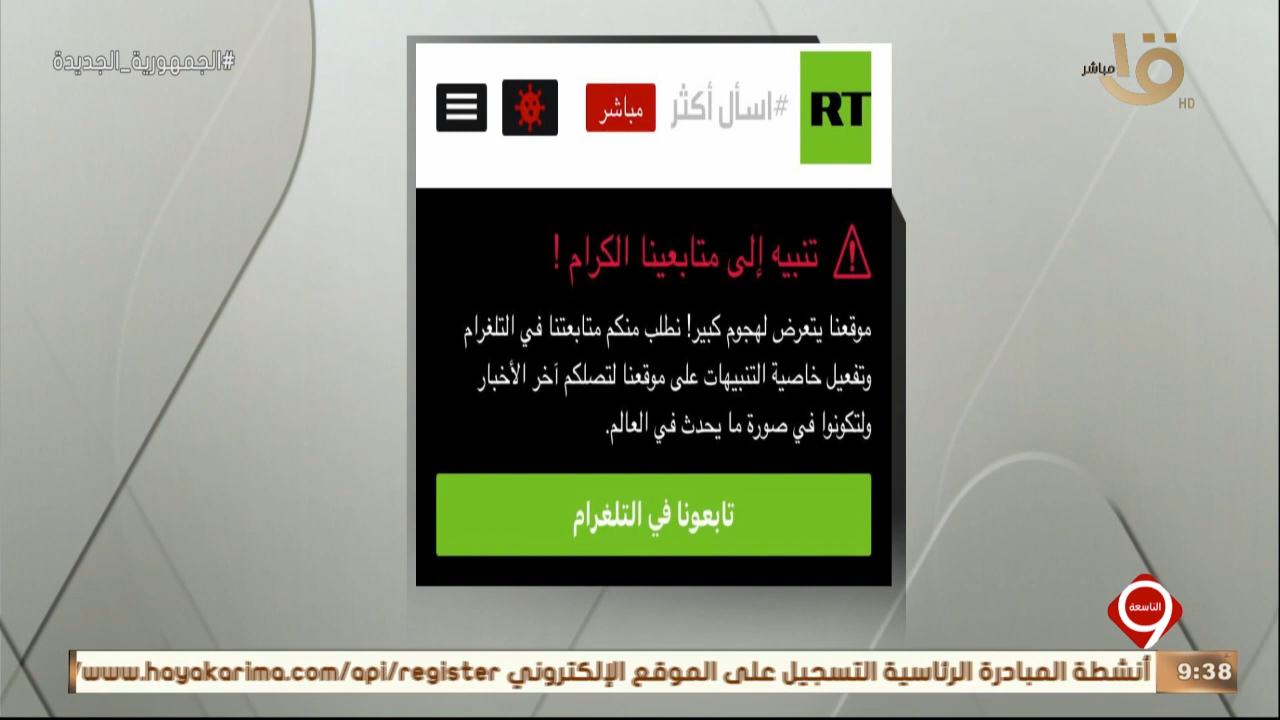 #الجمهورية_الجديدة
مباشر
HD
RT
#اسأل أكثر
مباشر
تنبيه إلى متابعينا الكرام !
موقعنا يتعرض لهجوم كبير! نطلب منكم متابعتنا في التلغرام
وتفعيل خاصية التنبيهات على موقعنا لتصلكم آخر الأخبار
ولتكونوا في صورة ما يحدث في العالم.
تابعونا في التلغرام
التاسعة
9
9:38
أنشطة المبادرة الرئاسية التسجيل على الموقع الإلكتروني www.hayakarima.com/api/register/